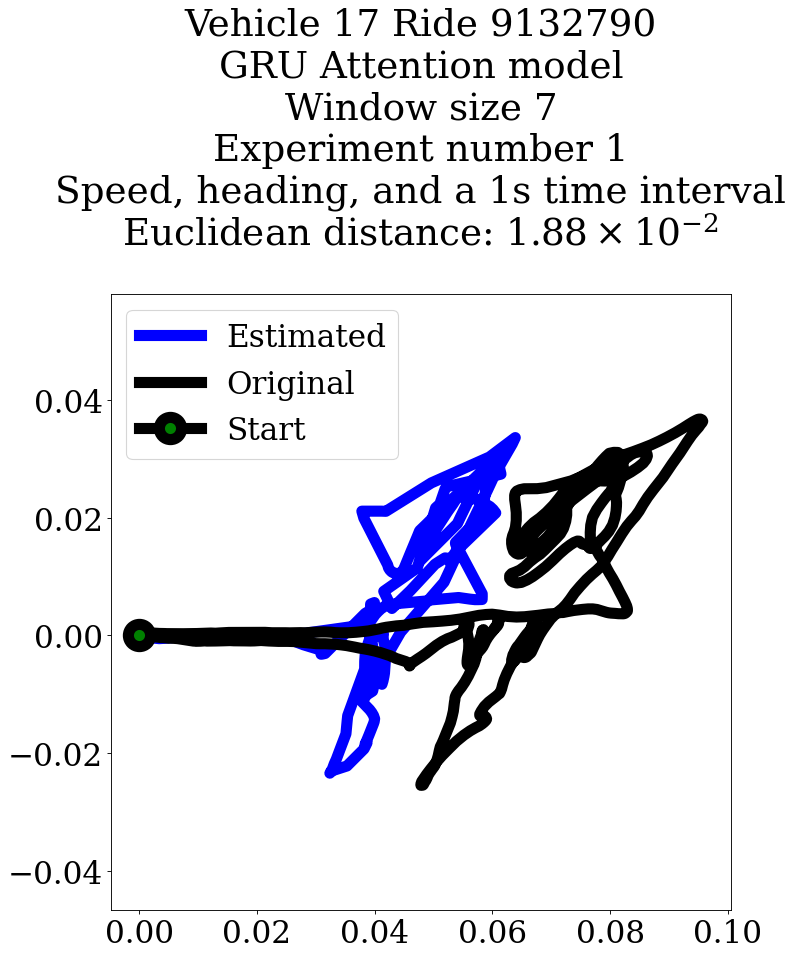 Vehicle 17 Ride 9132790
GRU Attention model
Window size 7
Experiment number 1
Speed, heading, and a 1s time interval
Euclidean distance: 1.88 × 10⁻²
Estimated
Original
Start
0.04
0.02
0.00
−0.02
−0.04
0.00 0.02 0.04 0.06 0.08 0.10